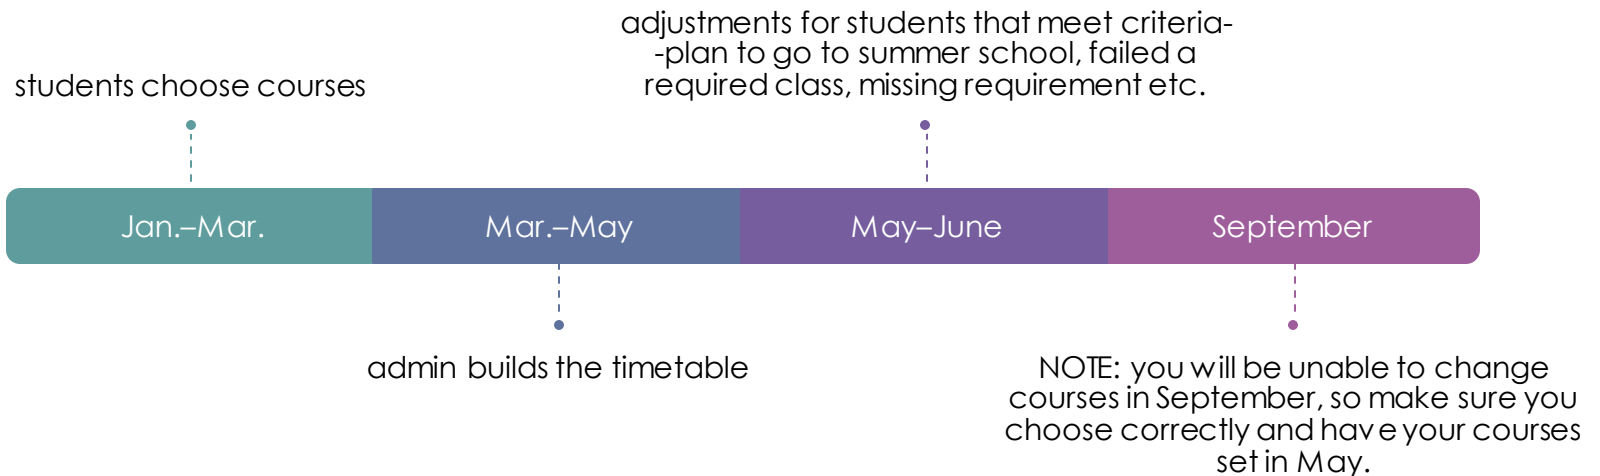 adjustments for students that meet criteria-
-plan to go to summer school, failed a
required class, missing requirement etc.
students choose courses
Jan.–Mar.
Mar.–May
May–June
September
admin builds the timetable
NOTE: you will be unable to change
courses in September, so make sure you
choose correctly and have your courses
set in May.